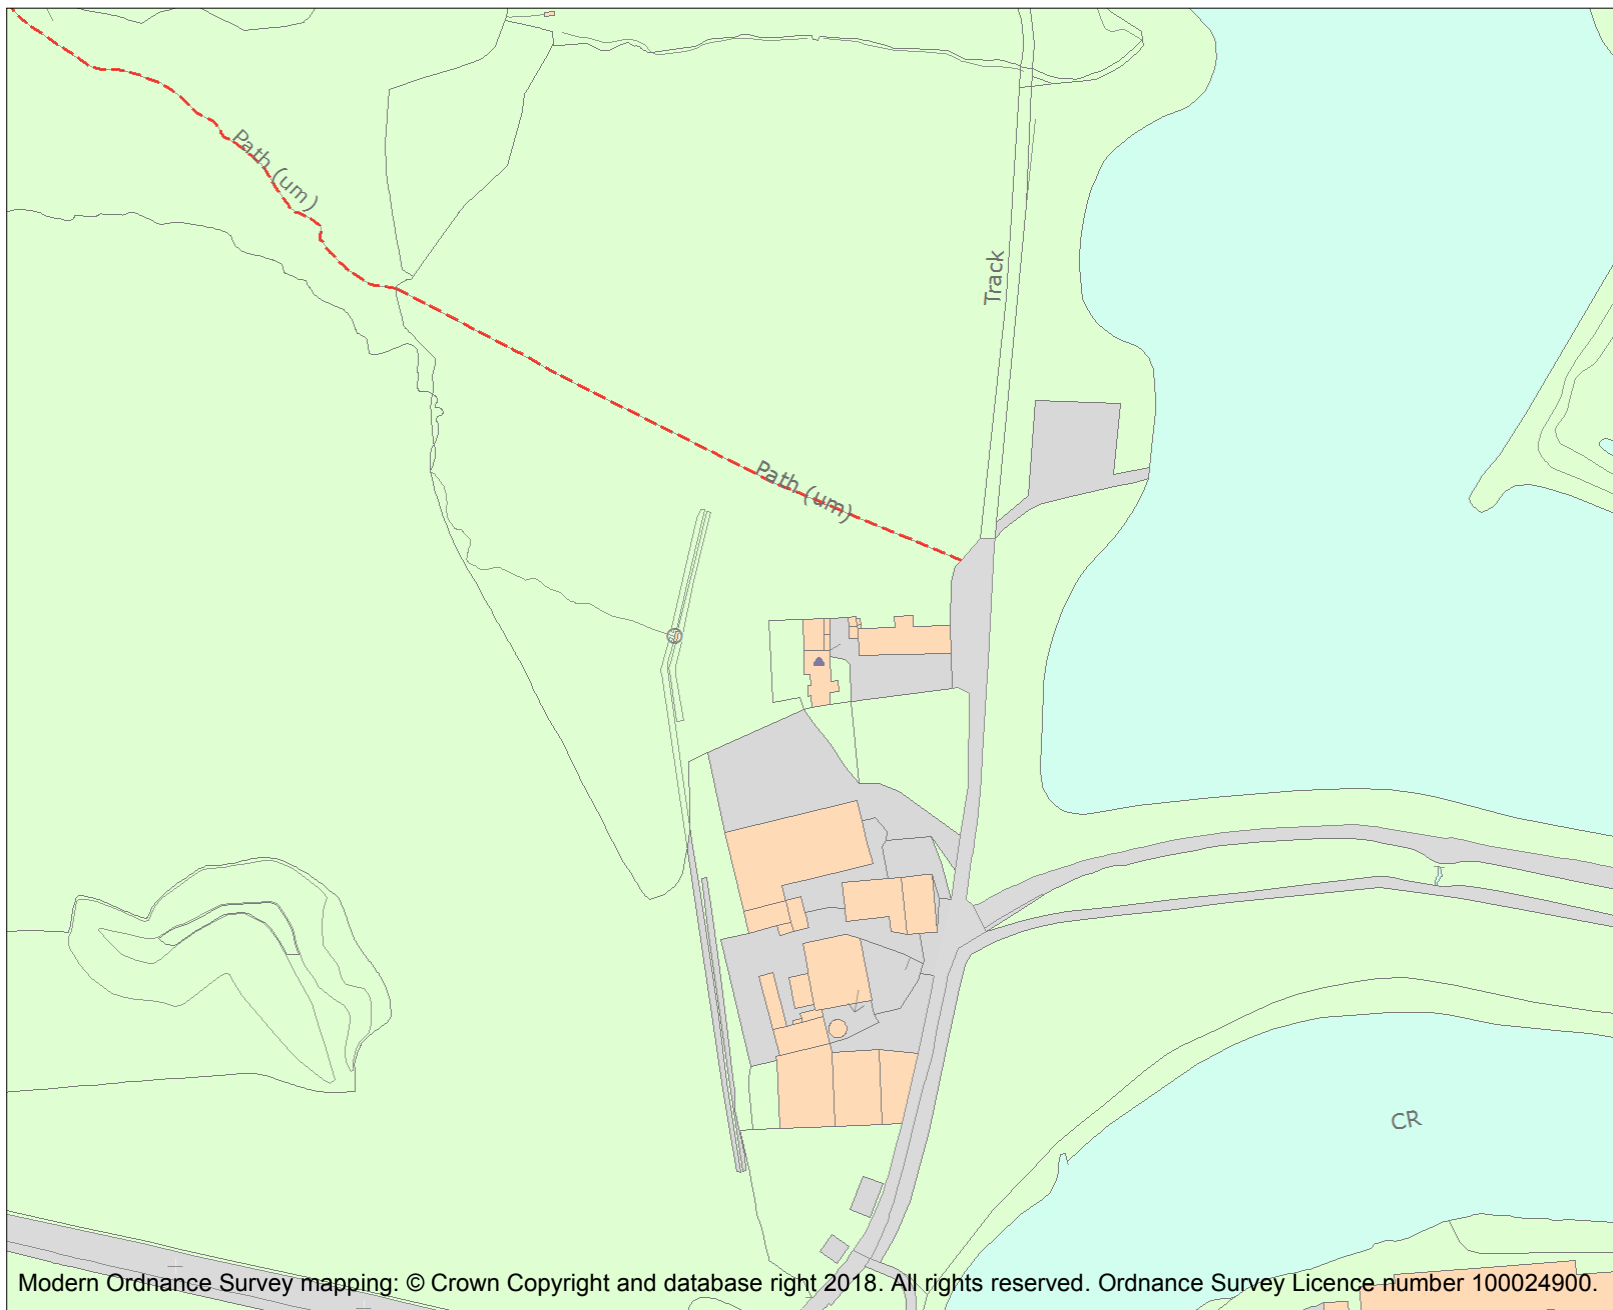 Path (um)
Track
Path (um)
CR
Modern Ordnance Survey mapping: © Crown Copyright and database right 2018. All rights reserved. Ordnance Survey Licence number 100024900.